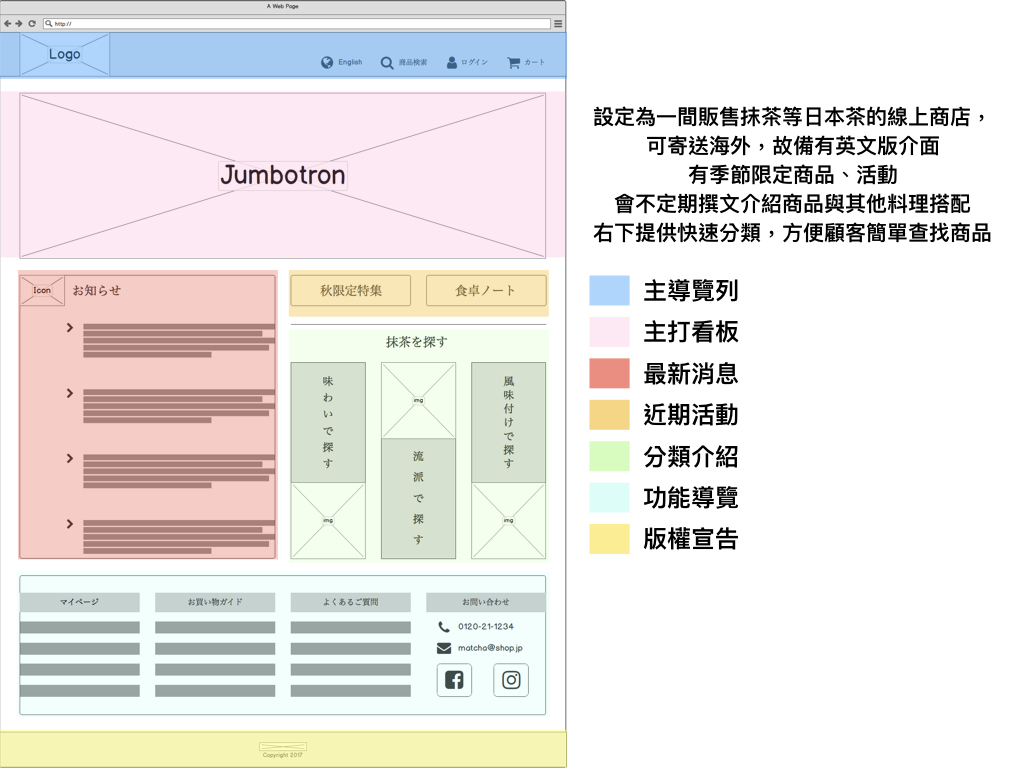 A Web Page
http://
Logo
English
商品検索
ログイン
カート
Jumbotron
設定為一間販售抹茶等日本茶的線上商店，
可寄送海外，故備有英文版介面
有季節限定商品、活動
會不定期撰文介紹商品與其他料理搭配
右下提供快速分類，方便顧客簡單查找商品
主導覽列
主打看板
最新消息
近期活動
分類介紹
功能導覽
版權宣告
Icon
お知らせ
秋限定特集
食卓ノート
抹茶を探す
味わいで探す
img
img
流派で探す
風味付けで探す
img
マイページ
お買い物ガイド
よくあるご質問
お問い合わせ
0120-21-1234
matcha@shop.jp
Copyright 2017